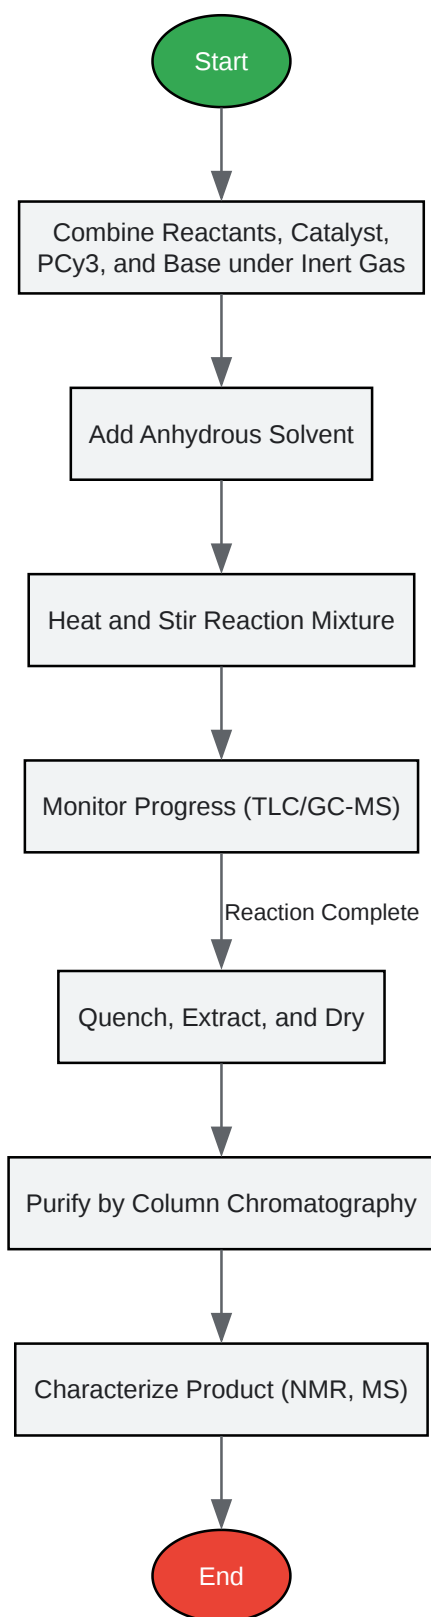 Start
Combine Reactants, Catalyst,
PCy3, and Base under Inert Gas
Add Anhydrous Solvent
Heat and Stir Reaction Mixture
Monitor Progress (TLC/GC-MS)
Reaction Complete
Quench, Extract, and Dry
Purify by Column Chromatography
Characterize Product (NMR, MS)
End